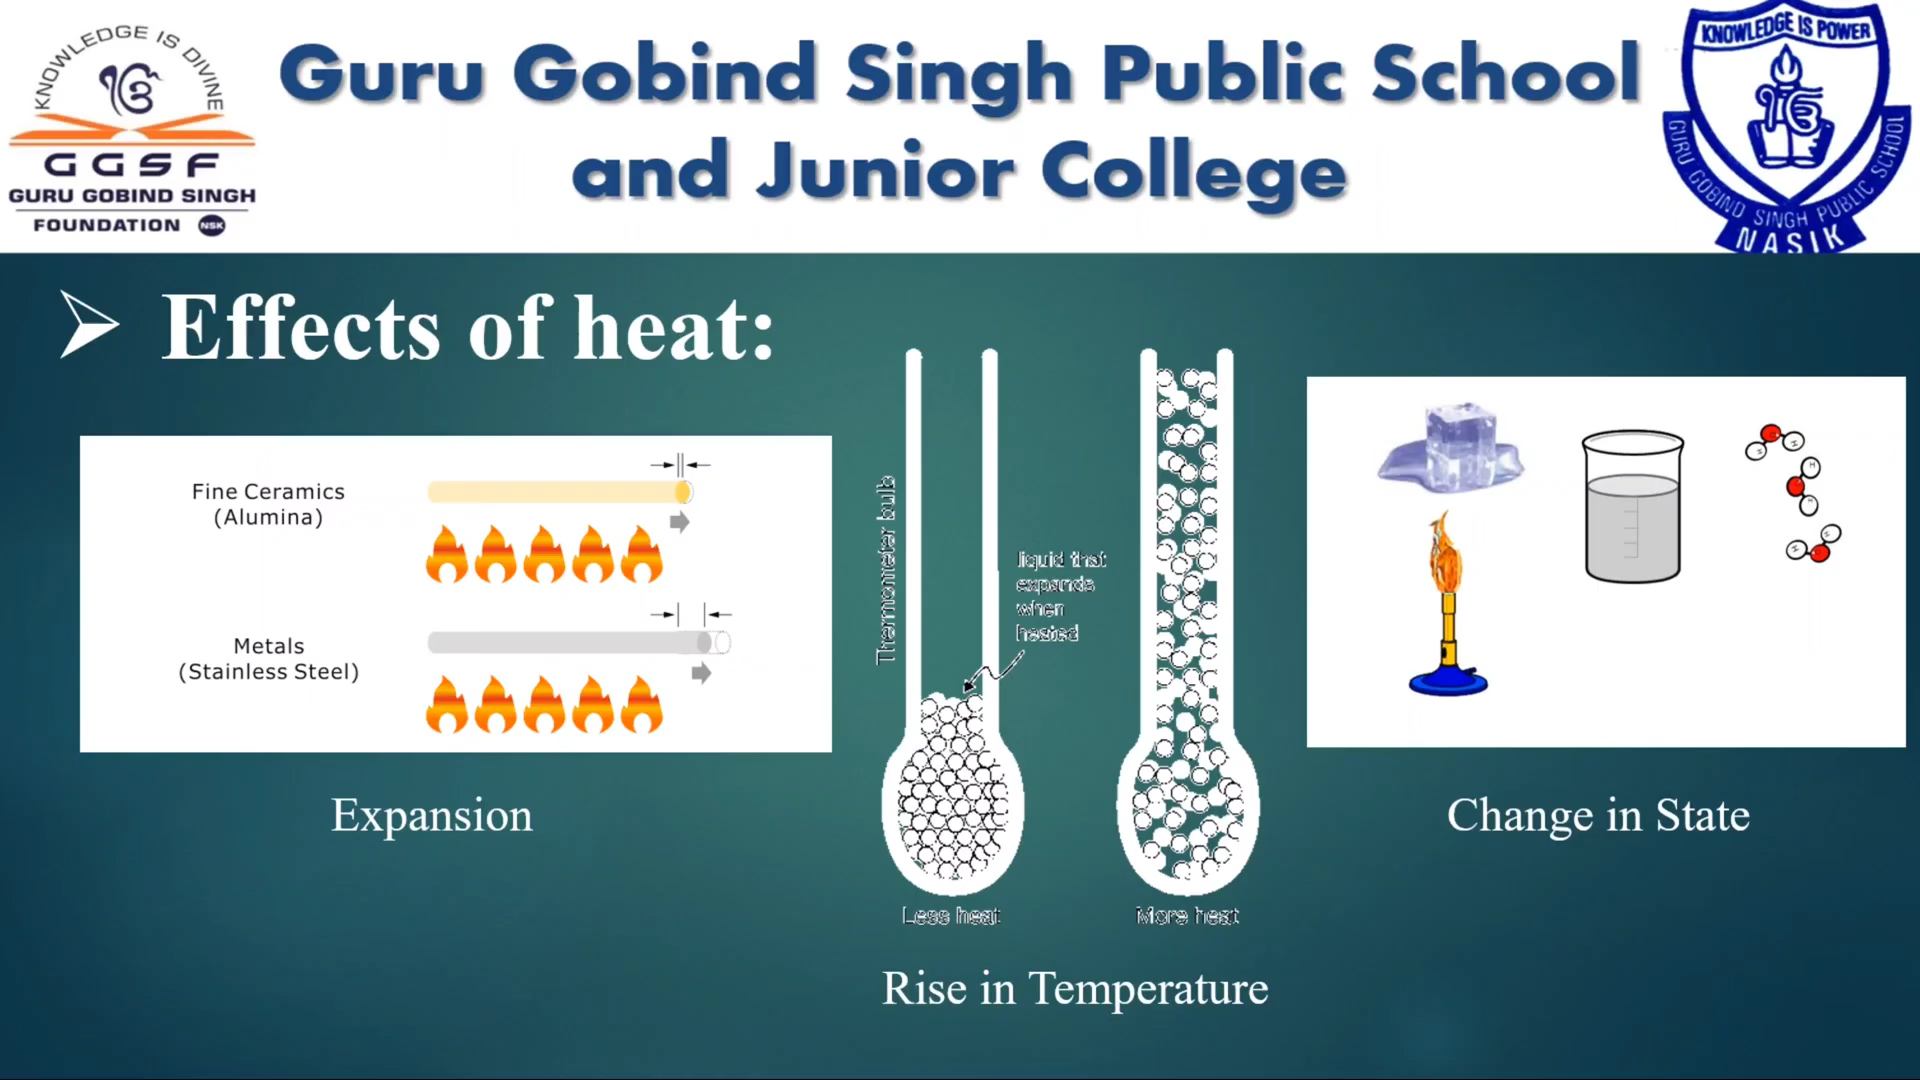 KNOWLEDGE IS DIVINE
GGSF
GURU GOBIND SINGH
FOUNDATION NSK
Guru Gobind Singh Public School
and Junior College
KNOWLEDGE IS POWER
ੴ
GURU GOBIND SINGH PUBLIC SCHOOL
NASIK
Effects of heat:
Fine Ceramics
(Alumina)
Metals
(Stainless Steel)
Expansion
Thermometer bulb
liquid that
expands
when
heated
Less heat
More heat
Rise in Temperature
H
H
H
H
H
H
Change in State